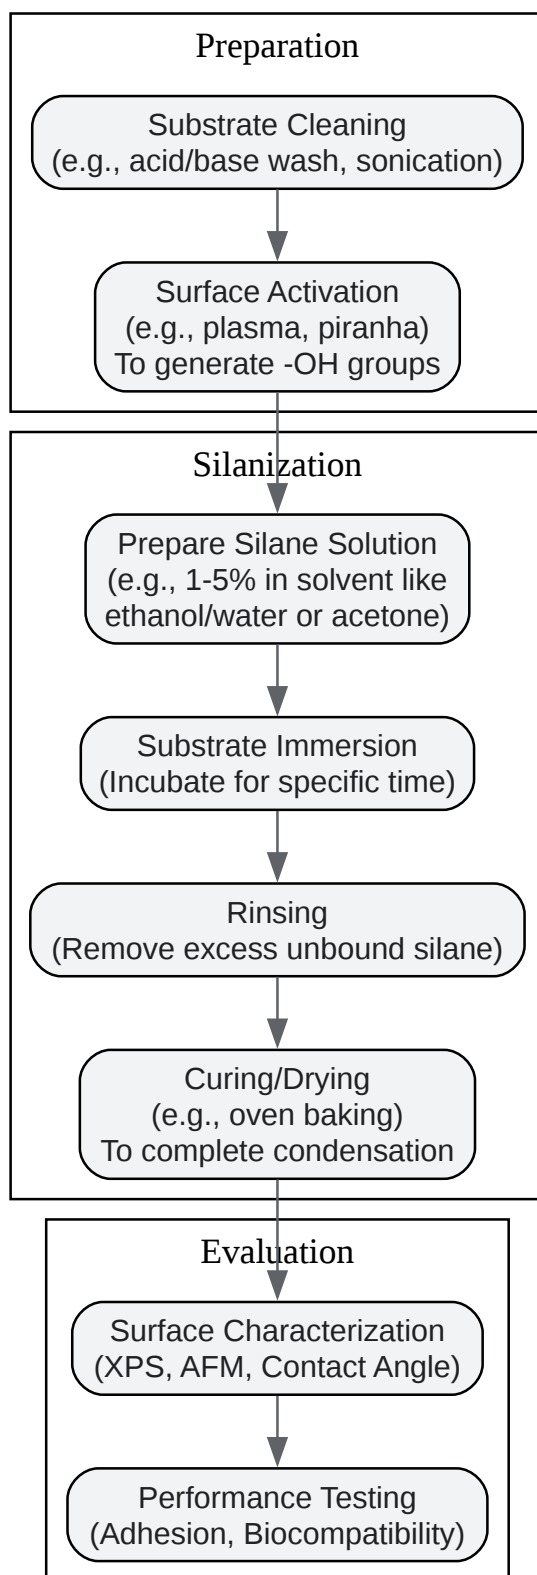 Preparation
Substrate Cleaning
(e.g., acid/base wash, sonication)
Surface Activation
(e.g., plasma, piranha)
To generate -OH groups
Silanization
Prepare Silane Solution
(e.g., 1-5% in solvent like
ethanol/water or acetone)
Substrate Immersion
(Incubate for specific time)
Rinsing
(Remove excess unbound silane)
Curing/Drying
(e.g., oven baking)
To complete condensation
Evaluation
Surface Characterization
(XPS, AFM, Contact Angle)
Performance Testing
(Adhesion, Biocompatibility)